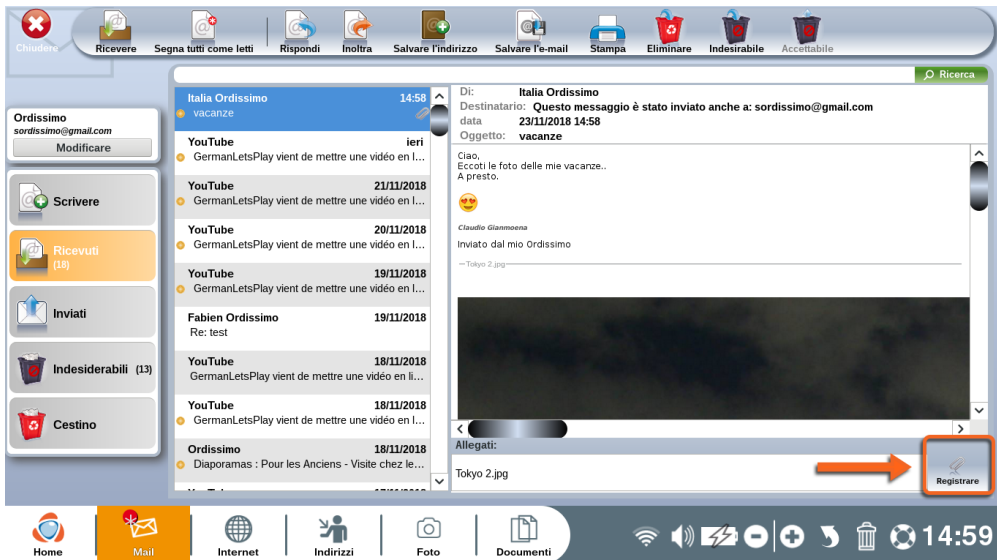 Chiudere
Ricevere
Segna tutti come letti
Rispondi
Inoltra
Salvare l'indirizzo
Salvare l'e-mail
Stampa
Eliminare
Indesirabile
Accettabile
Ricerca
Ordissimo
sordissimo@gmail.com
Modificare
Scrivere
Ricevuti
(18)
Inviati
Indesiderabili (13)
Cestino
Italia Ordissimo 14:58
vacanze
YouTube ieri
GermanLetsPlay vient de mettre une vidéo en l...
YouTube 21/11/2018
GermanLetsPlay vient de mettre une vidéo en l...
YouTube 20/11/2018
GermanLetsPlay vient de mettre une vidéo en l...
YouTube 19/11/2018
GermanLetsPlay vient de mettre une vidéo en l...
Fabien Ordissimo 19/11/2018
Re: test
YouTube 18/11/2018
GermanLetsPlay vient de mettre une vidéo en li...
YouTube 18/11/2018
GermanLetsPlay vient de mettre une vidéo en l...
Ordissimo 18/11/2018
Diaporamas : Pour les Anciens - Visite chez le...
Di: Italia Ordissimo
Destinatario: Questo messaggio è stato inviato anche a: sordissimo@gmail.com
data 23/11/2018 14:58
Oggetto: vacanze
Ciao,
Eccoti le foto delle mie vacanze..
A presto.
Claudio Gianmoena
Inviato dal mio Ordissimo
Tokyo 2.jpg
Allegati:
Tokyo 2.jpg
Registrare
Home
Mail
Internet
Indirizzi
Foto
Documenti
14:59